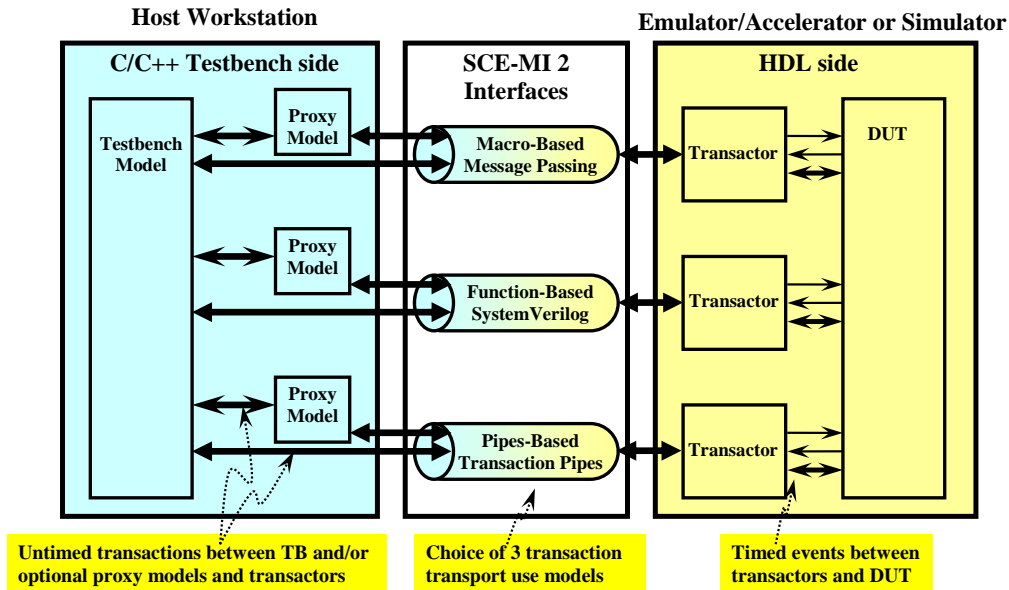 Host Workstation
Emulator/Accelerator or Simulator
C/C++ Testbench side
SCE-MI 2
Interfaces
HDL side
Testbench
Model
Proxy
Model
Macro-Based
Message Passing
Transactor
DUT
Proxy
Model
Function-Based
SystemVerilog
Transactor
Proxy
Model
Pipes-Based
Transaction Pipes
Transactor
Untimed transactions between TB and/or
optional proxy models and transactors
Choice of 3 transaction
transport use models
Timed events between
transactors and DUT